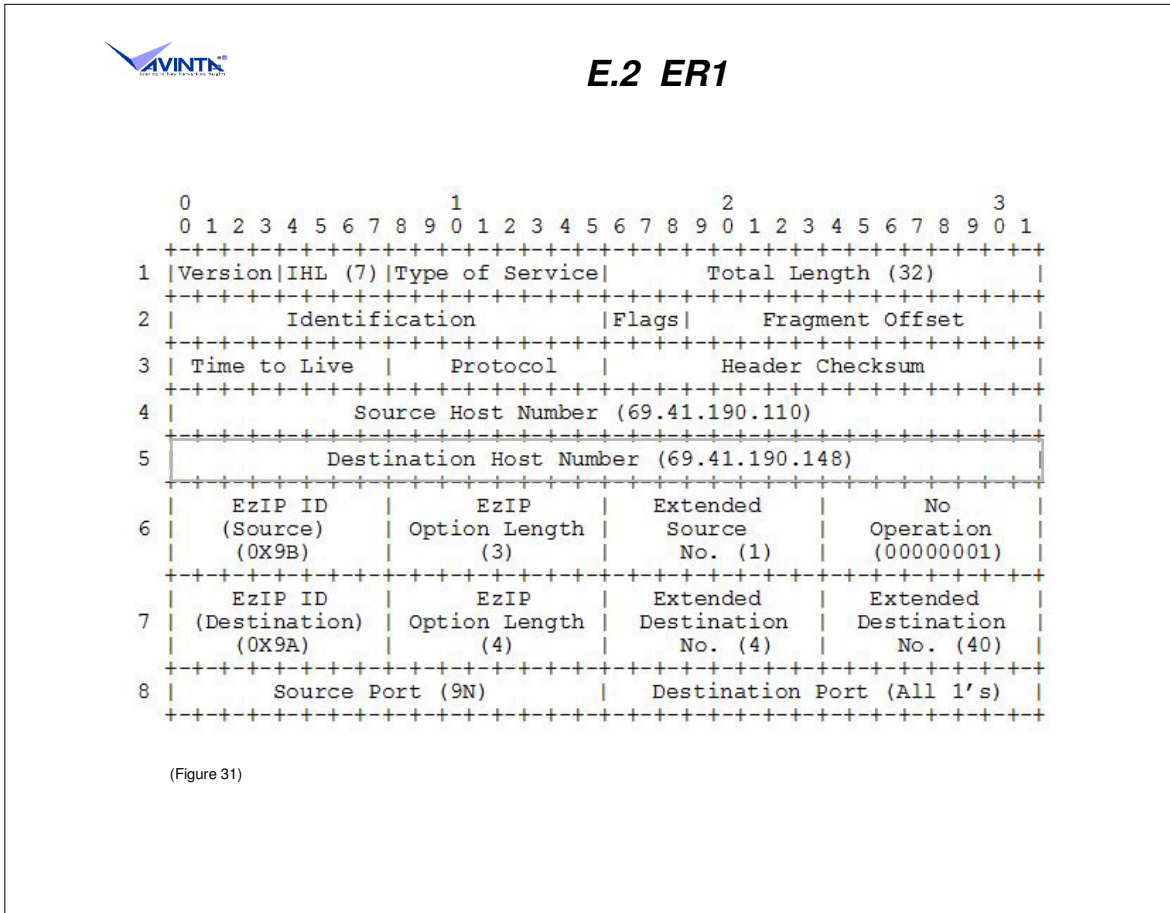 AVINTA®
E.2 ER1
0 1 2 3
0 1 2 3 4 5 6 7 8 9 0 1 2 3 4 5 6 7 8 9 0 1 2 3 4 5 6 7 8 9 0 1
+-+-+-+-+-+-+-+-+-+-+-+-+-+-+-+-+-+-+-+-+-+-+-+-+-+-+-+-+-+-+-+-+
1 |Version|IHL (7)|Type of Service| Total Length (32) |
+-+-+-+-+-+-+-+-+-+-+-+-+-+-+-+-+-+-+-+-+-+-+-+-+-+-+-+-+-+-+-+-+
2 | Identification |Flags| Fragment Offset |
+-+-+-+-+-+-+-+-+-+-+-+-+-+-+-+-+-+-+-+-+-+-+-+-+-+-+-+-+-+-+-+-+
3 | Time to Live | Protocol | Header Checksum |
+-+-+-+-+-+-+-+-+-+-+-+-+-+-+-+-+-+-+-+-+-+-+-+-+-+-+-+-+-+-+-+-+
4 | Source Host Number (69.41.190.110) |
+-+-+-+-+-+-+-+-+-+-+-+-+-+-+-+-+-+-+-+-+-+-+-+-+-+-+-+-+-+-+-+-+
5 | Destination Host Number (69.41.190.148) |
+-+-+-+-+-+-+-+-+-+-+-+-+-+-+-+-+-+-+-+-+-+-+-+-+-+-+-+-+-+-+-+-+
| EzIP ID | EzIP | Extended | No |
6 | (Source) | Option Length | Source | Operation |
| (0X9B) | (3) | No. (1) | (00000001) |
+-+-+-+-+-+-+-+-+-+-+-+-+-+-+-+-+-+-+-+-+-+-+-+-+-+-+-+-+-+-+-+-+
| EzIP ID | EzIP | Extended | Extended |
7 | (Destination) | Option Length | Destination | Destination |
| (0X9A) | (4) | No. (4) | No. (40) |
+-+-+-+-+-+-+-+-+-+-+-+-+-+-+-+-+-+-+-+-+-+-+-+-+-+-+-+-+-+-+-+-+
8 | Source Port (9N) | Destination Port (All 1's) |
+-+-+-+-+-+-+-+-+-+-+-+-+-+-+-+-+-+-+-+-+-+-+-+-+-+-+-+-+-+-+-+-+
(Figure 31)